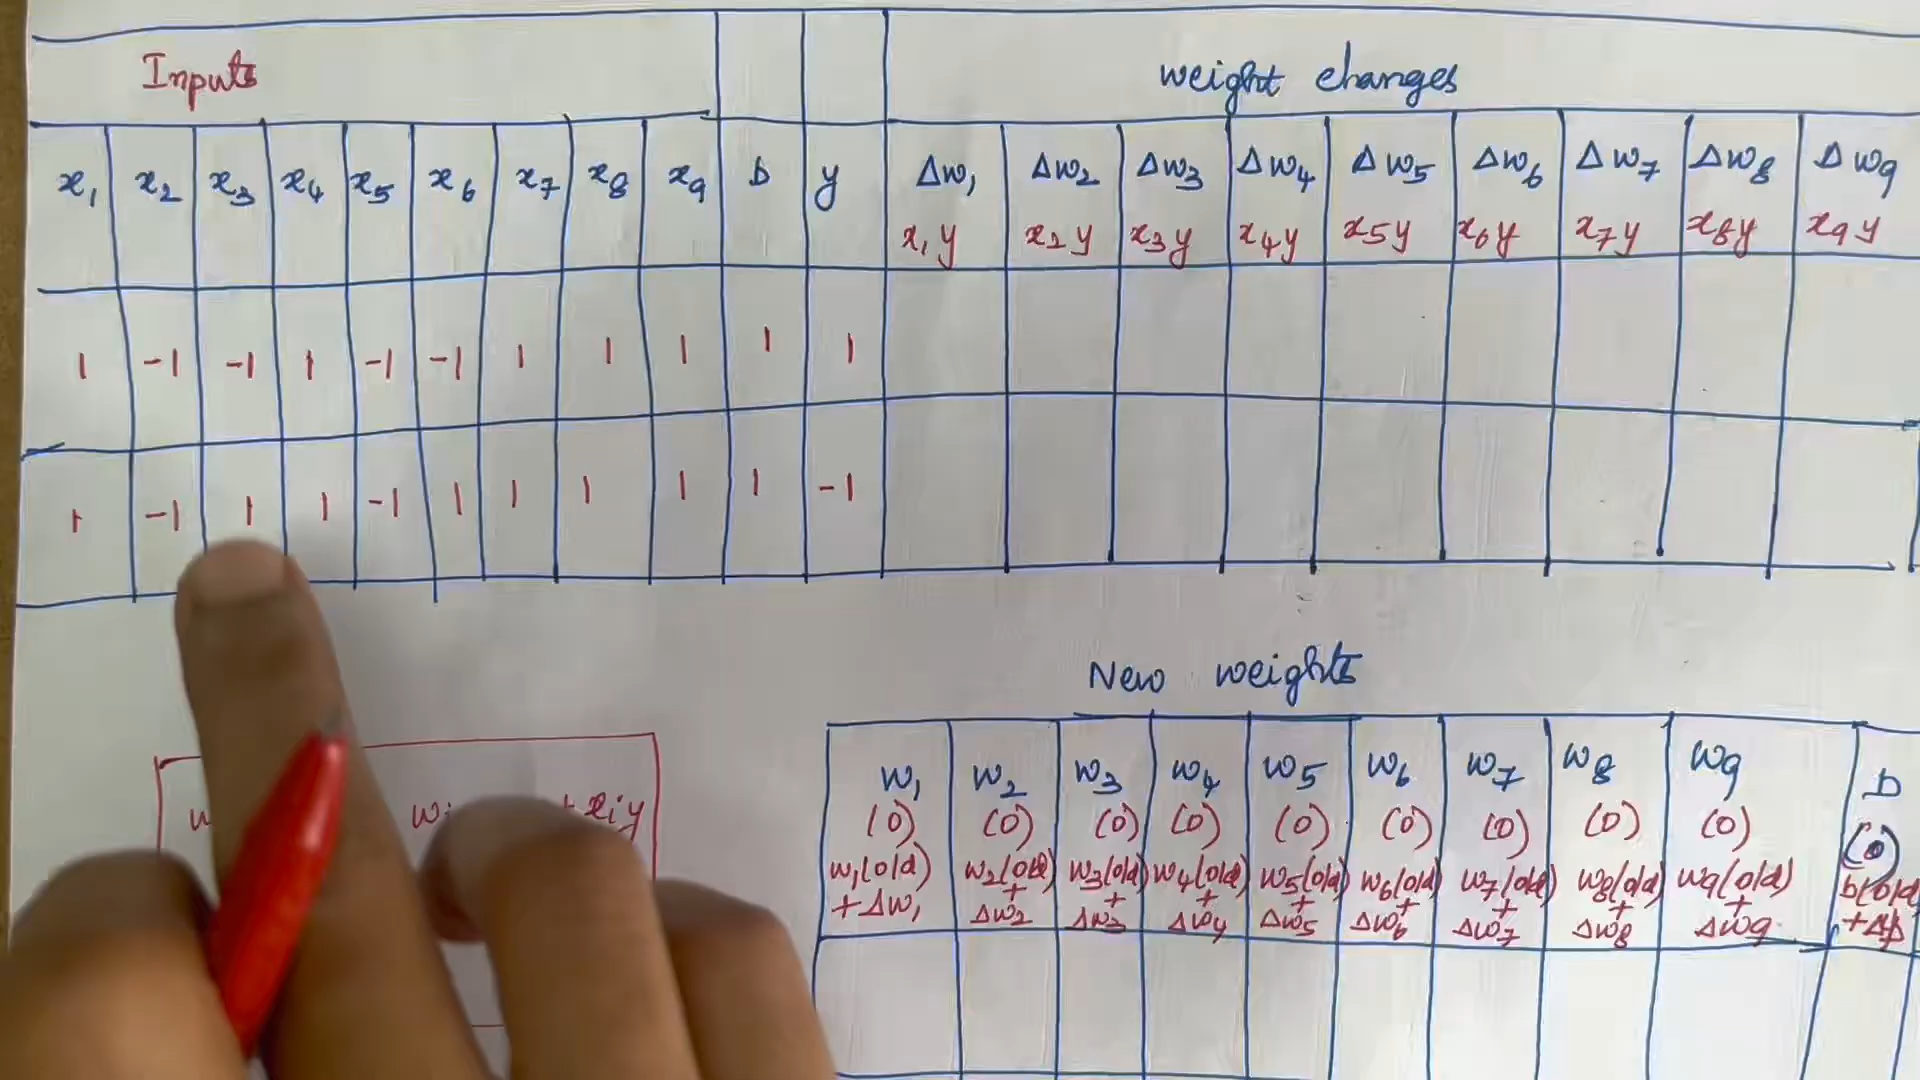 Inputs weight changes
x1 x2 x3 x4 x5 x6 x7 x8 x9 b y Δw1 Δw2 Δw3 Δw4 Δw5 Δw6 Δw7 Δw8 Δw9
x1y x2y x3y x4y x5y x6y x7y x8y x9y
1 -1 -1 1 -1 -1 1 1 1 1 1
1 -1 1 1 -1 1 1 1 1 1 -1
New weights
w1 w2 w3 w4 w5 w6 w7 w8 w9 b
(0) (0) (0) (0) (0) (0) (0) (0) (0) (0)
w1(old) w2(old) w3(old) w4(old) w5(old) w6(old) w7(old) w8(old) w9(old) b(old
+Δw1 + Δw2 + Δw3 + Δw4 + Δw5 + Δw6 + Δw7 + Δw8 + Δw9 +Δb
wi + xiy